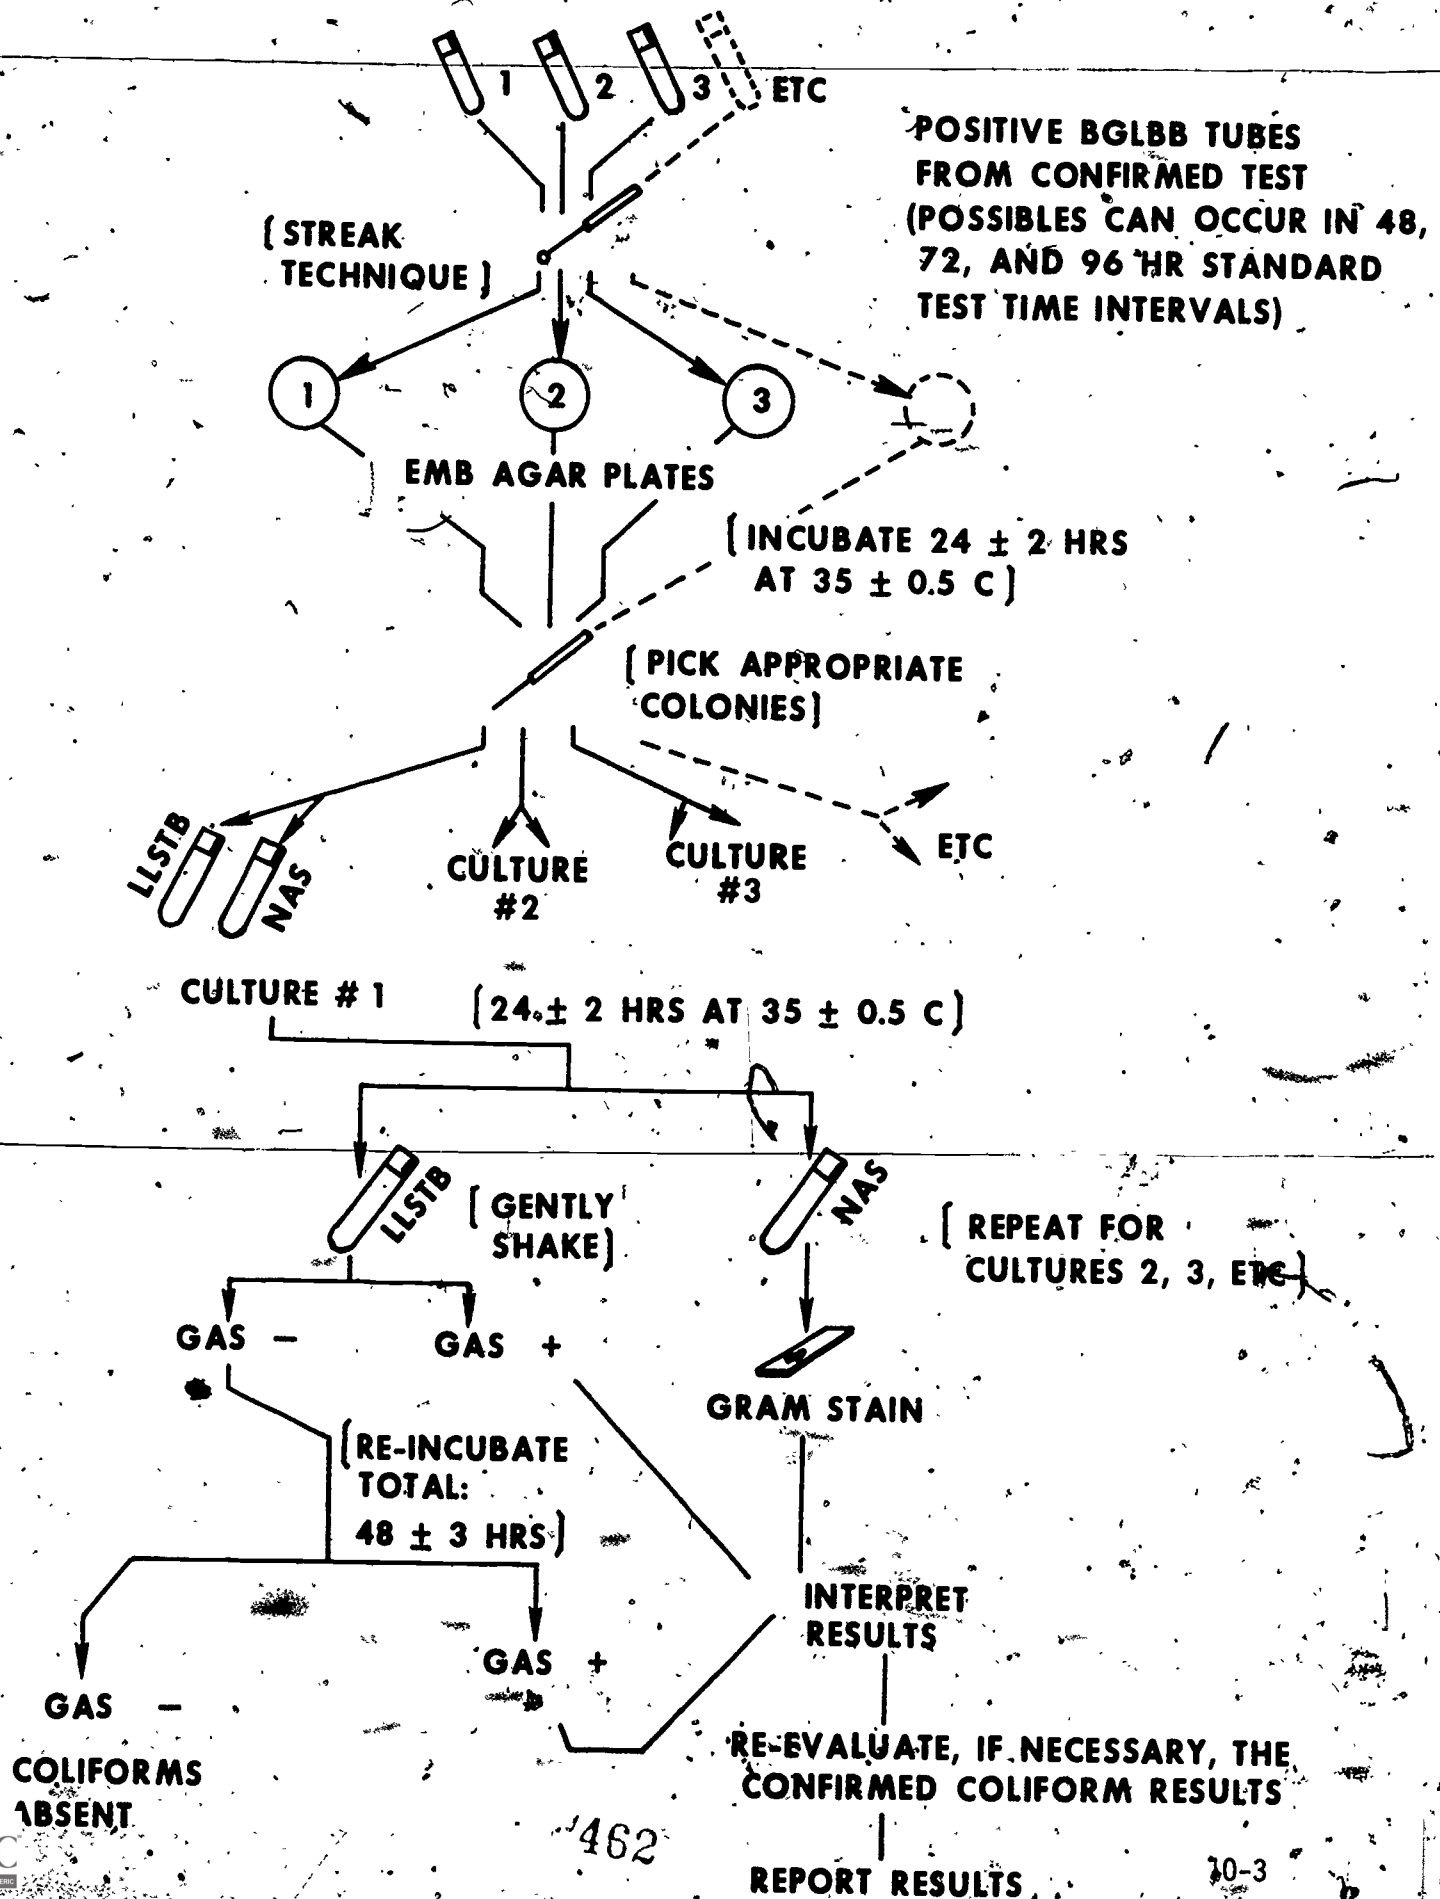 1 2 3 ETC
POSITIVE BGLBB TUBES
FROM CONFIRMED TEST
(POSSIBLES CAN OCCUR IN 48,
72, AND 96 HR STANDARD
TEST TIME INTERVALS)
[STREAK
TECHNIQUE]
1 2 3
EMB AGAR PLATES
[INCUBATE 24 ± 2 HRS
AT 35 ± 0.5 C]
[PICK APPROPRIATE
COLONIES]
LLSTB
NAS
CULTURE
#2
CULTURE
#3
ETC
CULTURE # 1
[24 ± 2 HRS AT 35 ± 0.5 C]
LLSTB
[GENTLY
SHAKE]
NAS
[REPEAT FOR
CULTURES 2, 3, ETC]
GAS −
GAS +
GRAM STAIN
[RE-INCUBATE
TOTAL:
48 ± 3 HRS]
INTERPRET
RESULTS
GAS +
GAS −
COLIFORMS
ABSENT
RE-EVALUATE, IF NECESSARY, THE
CONFIRMED COLIFORM RESULTS
REPORT RESULTS
462
10-3
ERIC